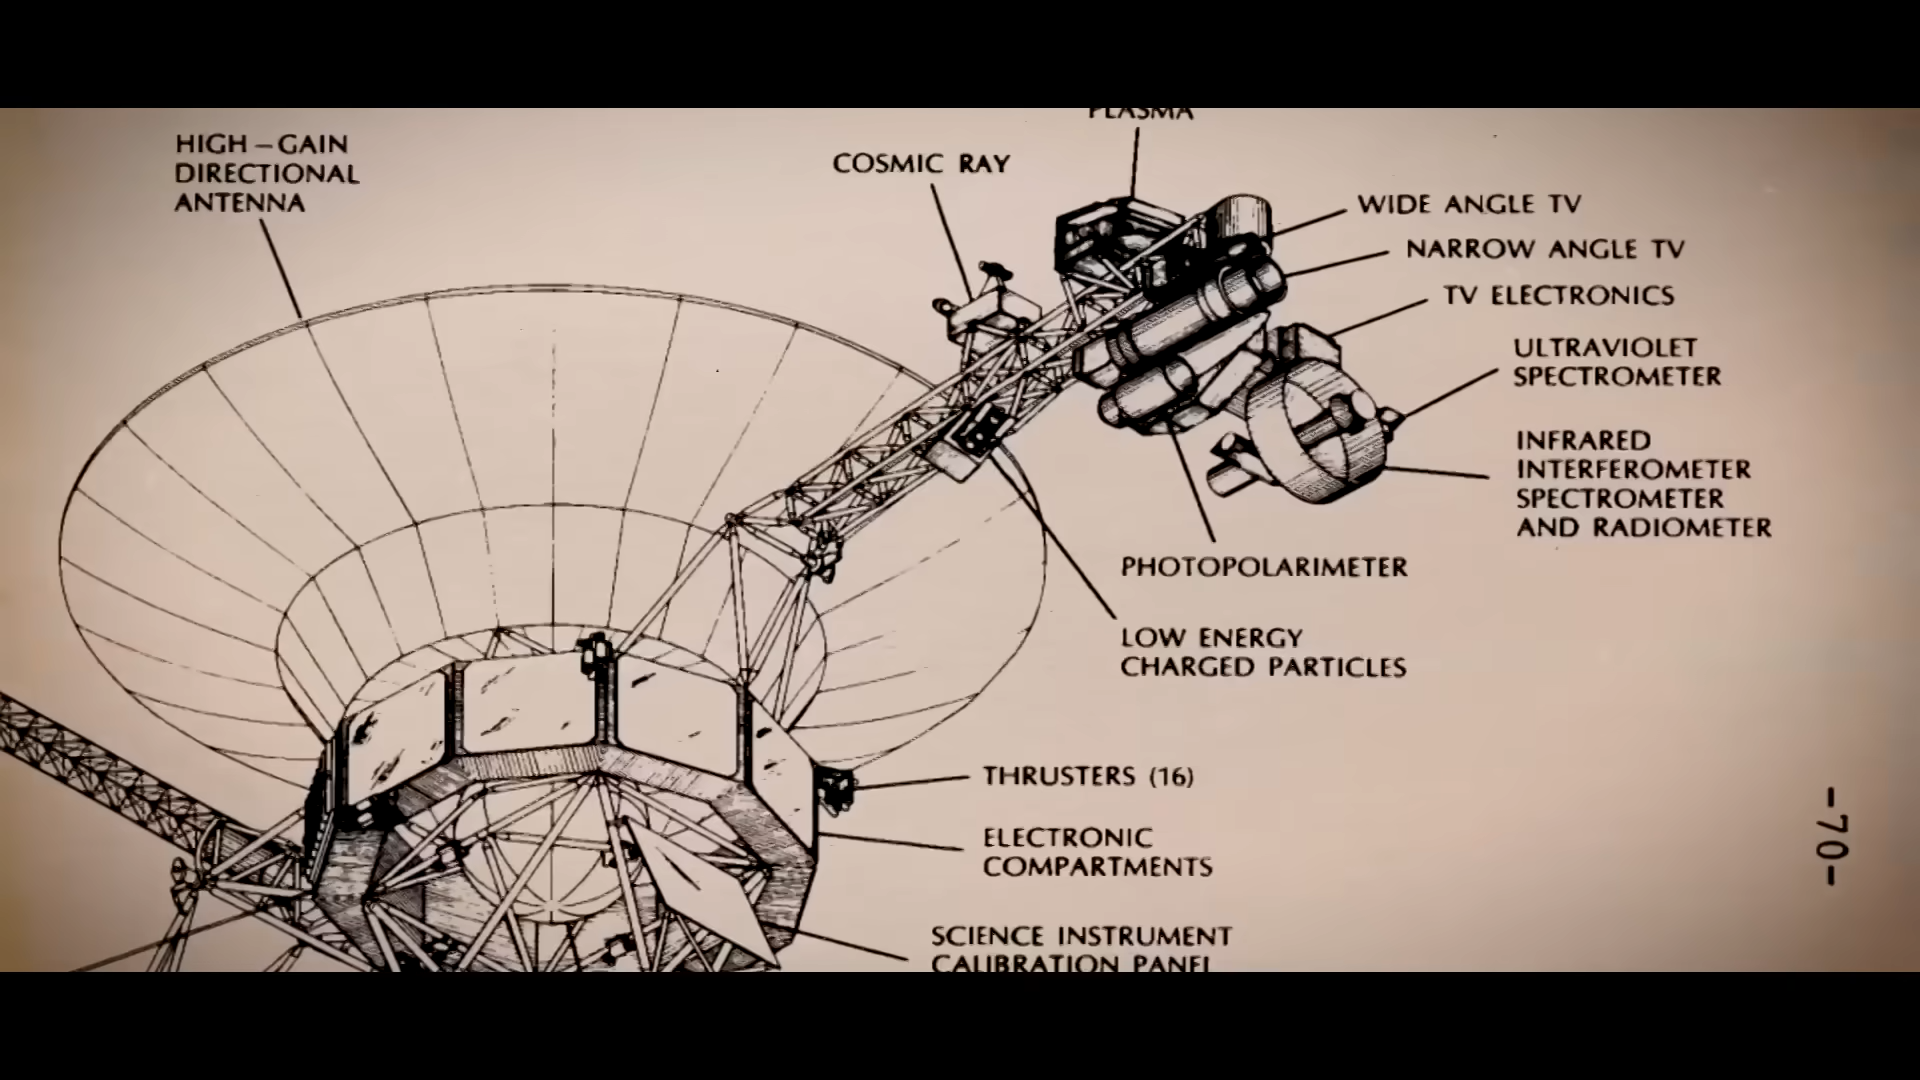 HIGH – GAIN
DIRECTIONAL
ANTENNA
PLASMA
COSMIC RAY
WIDE ANGLE TV
NARROW ANGLE TV
TV ELECTRONICS
ULTRAVIOLET
SPECTROMETER
INFRARED
INTERFEROMETER
SPECTROMETER
AND RADIOMETER
PHOTOPOLARIMETER
LOW ENERGY
CHARGED PARTICLES
THRUSTERS (16)
ELECTRONIC
COMPARTMENTS
SCIENCE INSTRUMENT
CALIBRATION PANEL
-70-